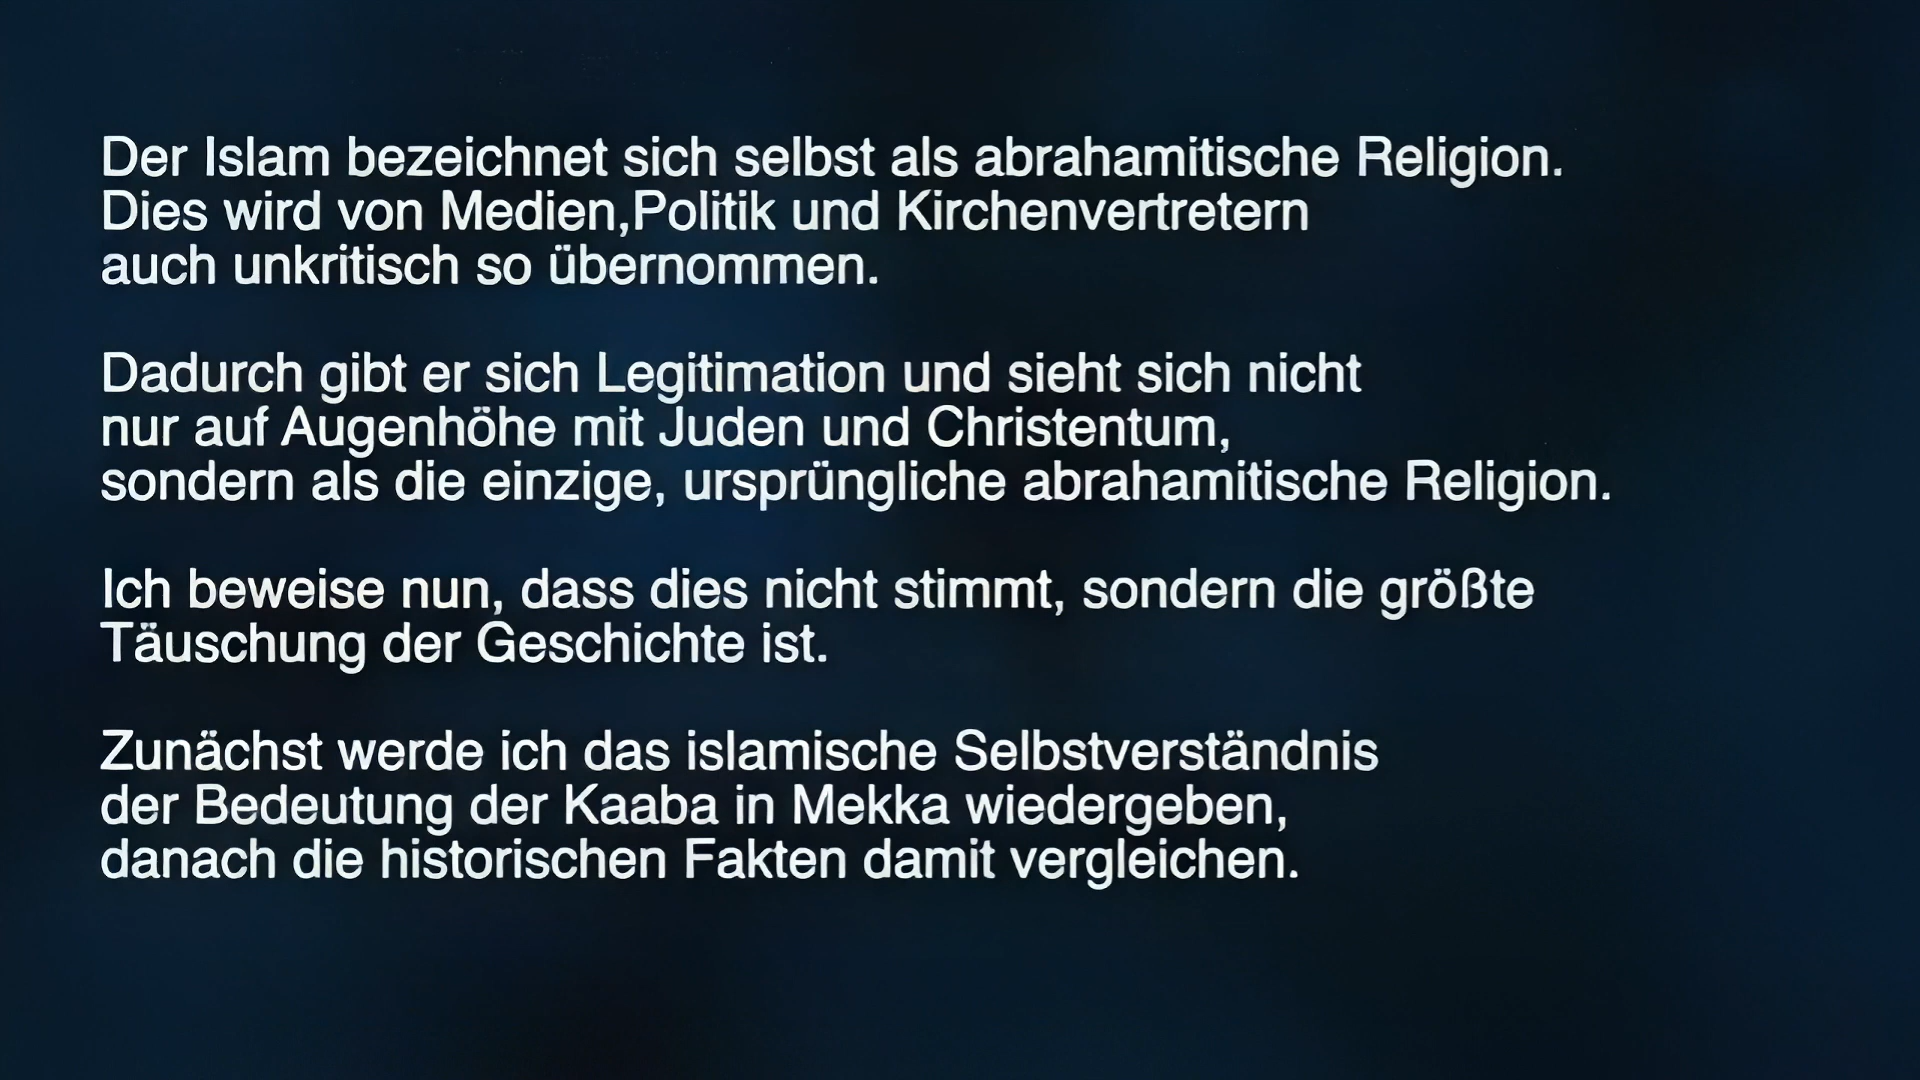 Der Islam bezeichnet sich selbst als abrahamitische Religion.
Dies wird von Medien,Politik und Kirchenvertretern
auch unkritisch so übernommen.
Dadurch gibt er sich Legitimation und sieht sich nicht
nur auf Augenhöhe mit Juden und Christentum,
sondern als die einzige, ursprüngliche abrahamitische Religion.
Ich beweise nun, dass dies nicht stimmt, sondern die größte
Täuschung der Geschichte ist.
Zunächst werde ich das islamische Selbstverständnis
der Bedeutung der Kaaba in Mekka wiedergeben,
danach die historischen Fakten damit vergleichen.